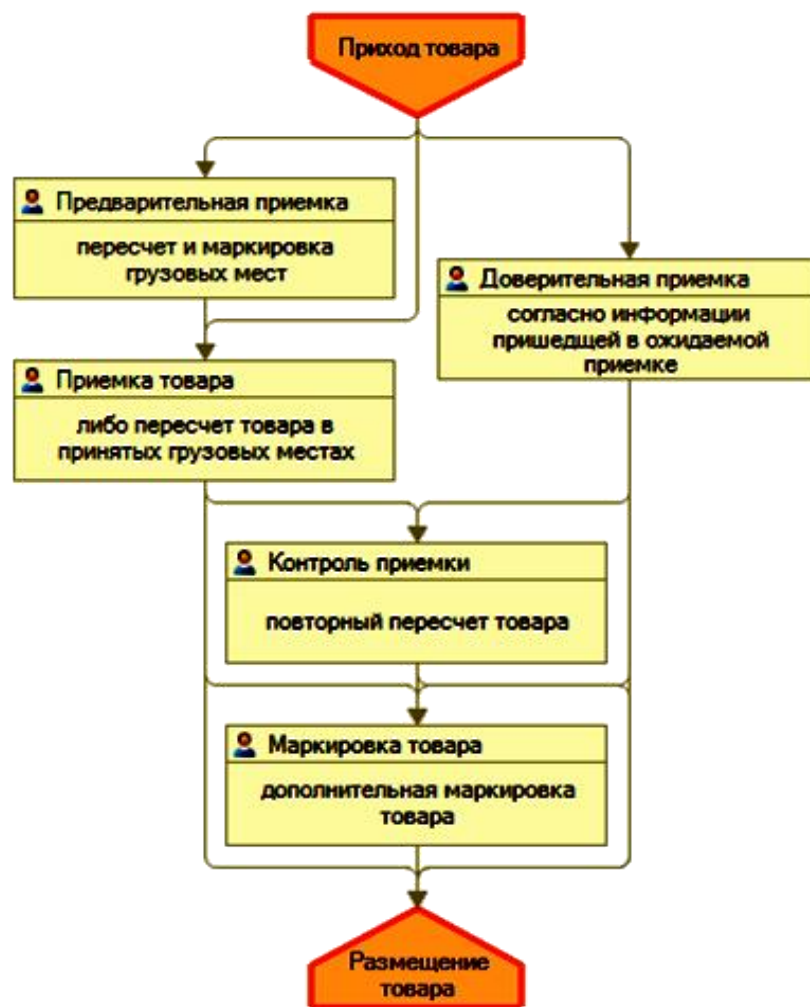 Приход товара
Предварительная приемка
пересчет и маркировка
грузовых мест
Доверительная приемка
согласно информации
пришедщей в ожидаемой
приемке
Приемка товара
либо пересчет товара в
принятых грузовых местах
Контроль приемки
повторный пересчет товара
Маркировка товара
дополнительная маркировка
товара
Размещение
товара